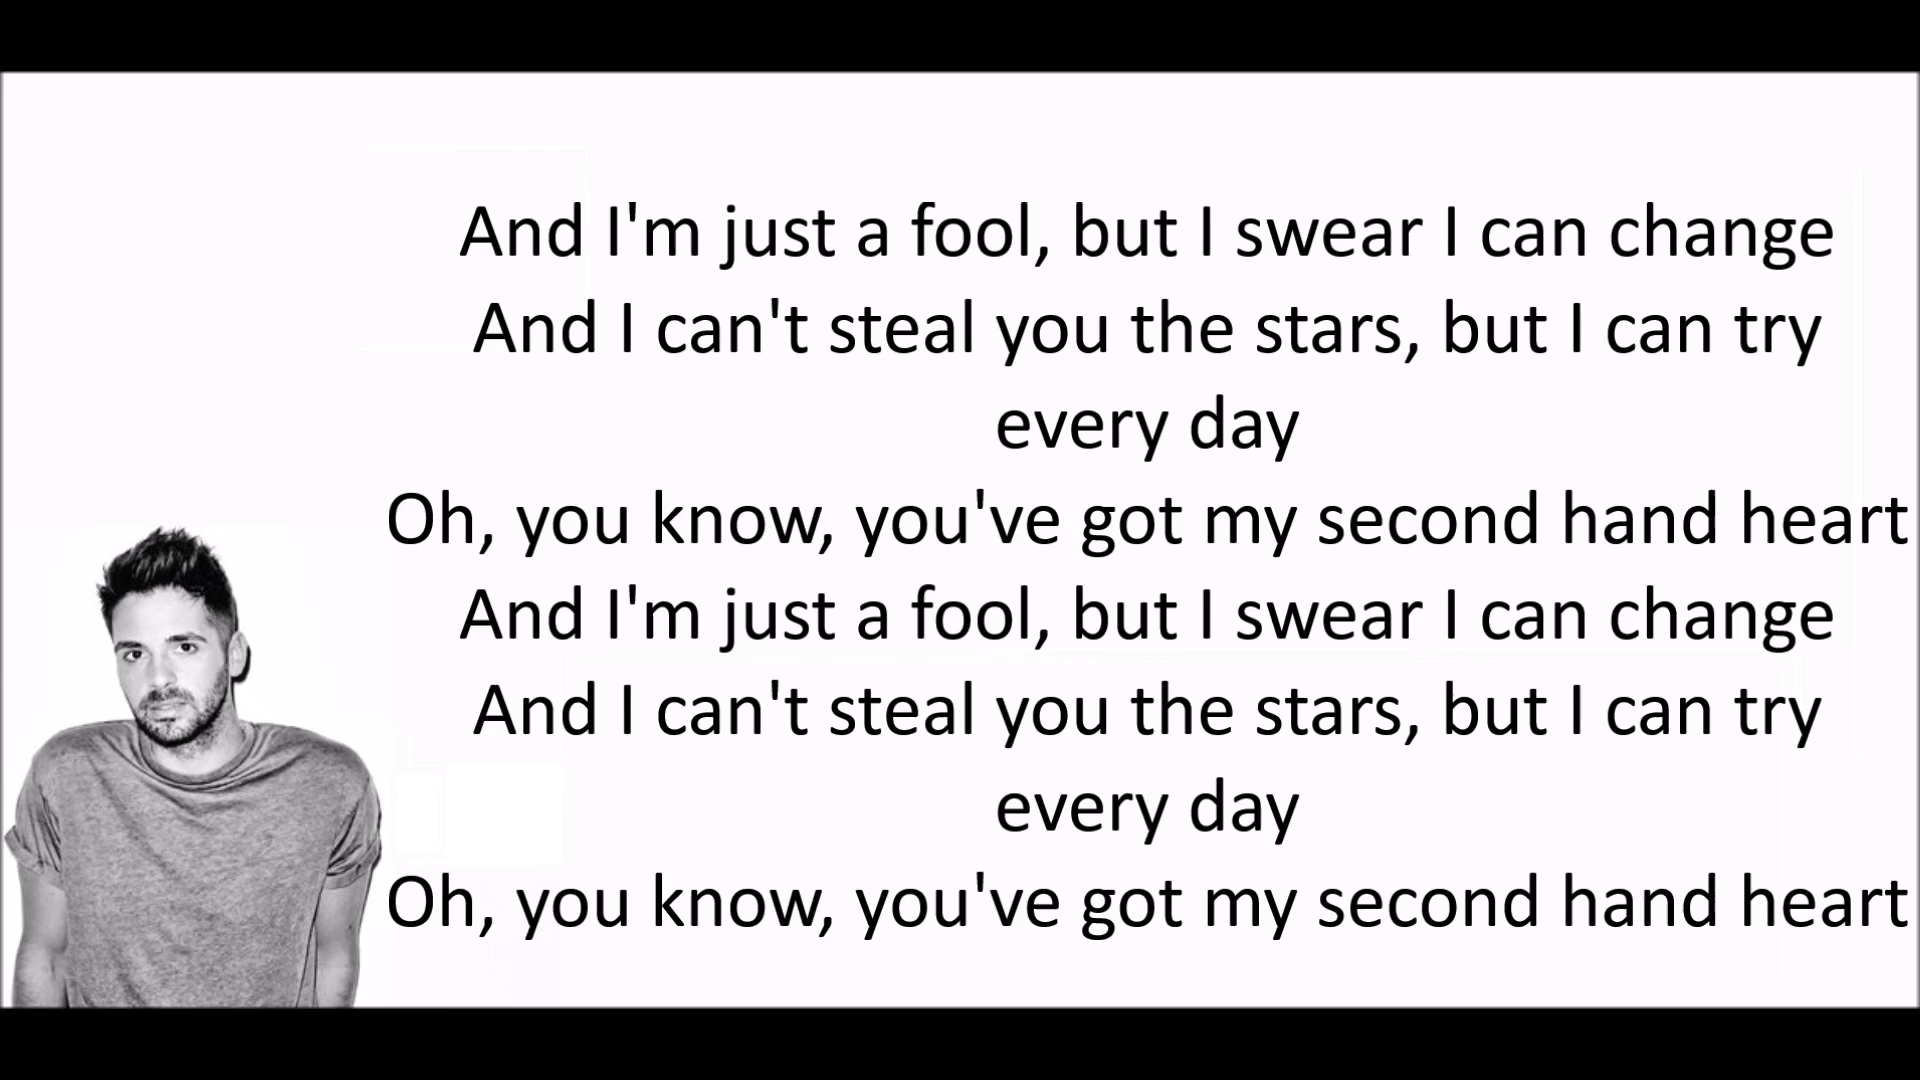 And I'm just a fool, but I swear I can change
And I can't steal you the stars, but I can try
every day
Oh, you know, you've got my second hand heart
And I'm just a fool, but I swear I can change
And I can't steal you the stars, but I can try
every day
Oh, you know, you've got my second hand heart